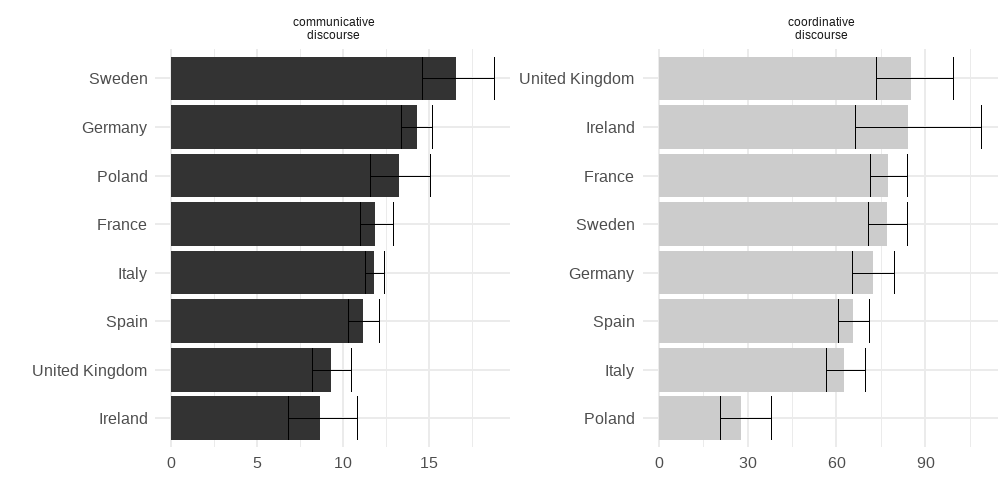 communicative
discourse
Sweden
Germany
Poland
France
Italy
Spain
United Kingdom
Ireland
0 5 10 15
coordinative
discourse
United Kingdom
Ireland
France
Sweden
Germany
Spain
Italy
Poland
0 30 60 90